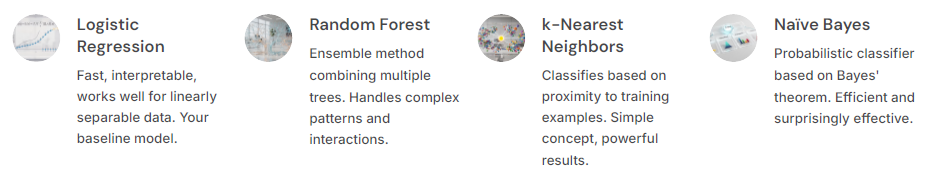 Logistic
Regression
Fast, interpretable,
works well for linearly
separable data. Your
baseline model.
Random Forest
Ensemble method
combining multiple
trees. Handles complex
patterns and
interactions.
k-Nearest
Neighbors
Classifies based on
proximity to training
examples. Simple
concept, powerful
results.
Naïve Bayes
Probabilistic classifier
based on Bayes'
theorem. Efficient and
surprisingly effective.